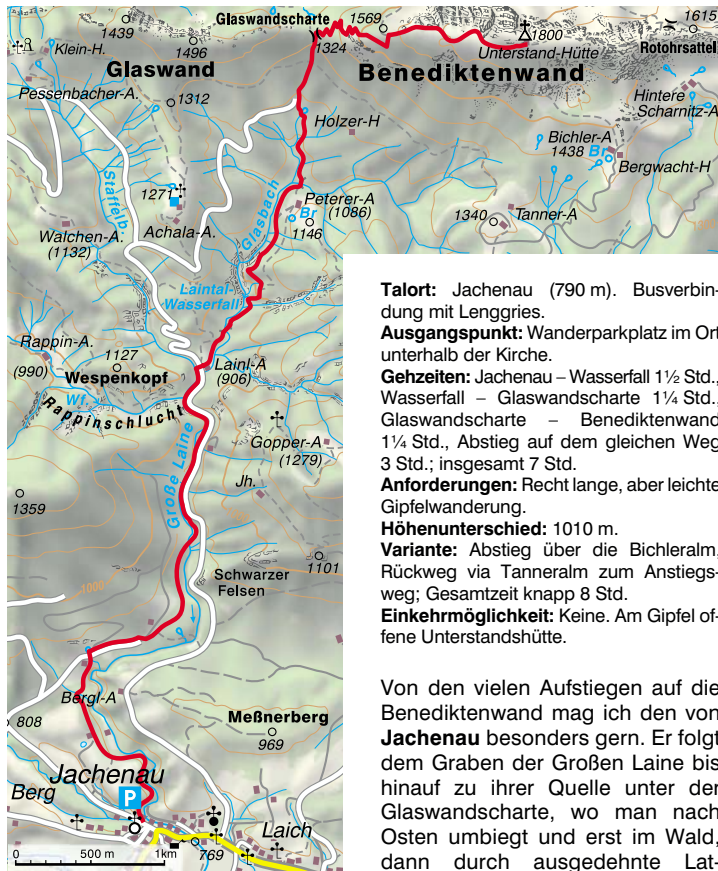 1439
1496
Glaswandscharte
1569
1324
1800
1615
Klein-H.
Unterstand-Hütte
Rotohrsattel
Glaswand
Benediktenwand
Pessenbacher-A.
1312
Holzer-H
Hintere
Scharnitz-A
Bichler-A
1438 Br
Bergwacht-H
Staffelb.
127
Glasbach
Peterer-A
(1086)
Br
1146
1340
Tanner-A
Walchen-A.
(1132)
Achala-A.
Laintal-
Wasserfall
Rappin-A.
(990)
1127
Wespenkopf
Lainl-A
(906)
Wf.
Rappinschlucht
Große Laine
Gopper-A
(1279)
Jh.
1359
1000
Schwarzer
Felsen
1101
Bergl-A
808
Meßnerberg
969
Jachenau
Berg
P
Laich
769
0 500 m 1km
Talort: Jachenau (790 m). Busverbin-
dung mit Lenggries.
Ausgangspunkt: Wanderparkplatz im Ort
unterhalb der Kirche.
Gehzeiten: Jachenau – Wasserfall 1½ Std.,
Wasserfall – Glaswandscharte 1¼ Std.,
Glaswandscharte – Benediktenwand
1¼ Std., Abstieg auf dem gleichen Weg
3 Std.; insgesamt 7 Std.
Anforderungen: Recht lange, aber leichte
Gipfelwanderung.
Höhenunterschied: 1010 m.
Variante: Abstieg über die Bichleralm,
Rückweg via Tanneralm zum Anstiegs-
weg; Gesamtzeit knapp 8 Std.
Einkehrmöglichkeit: Keine. Am Gipfel of-
fene Unterstandshütte.
Von den vielen Aufstiegen auf die
Benediktenwand mag ich den von
Jachenau besonders gern. Er folgt
dem Graben der Großen Laine bis
hinauf zu ihrer Quelle unter der
Glaswandscharte, wo man nach
Osten umbiegt und erst im Wald,
dann durch ausgedehnte Lat-